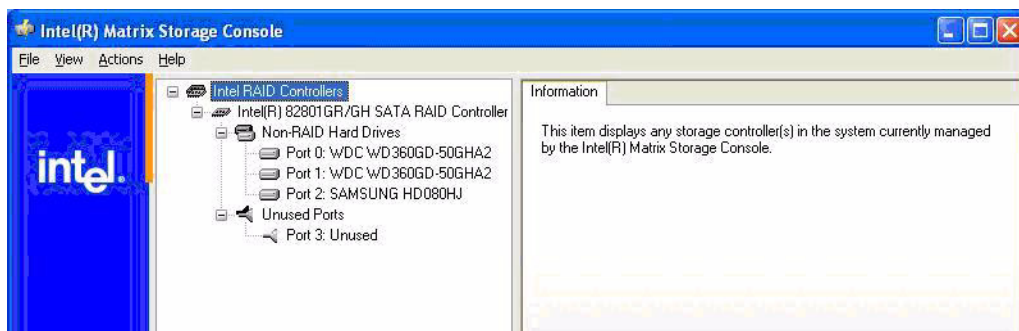 Intel(R) Matrix Storage Console
File View Actions Help
intel.
Intel RAID Controllers
Intel(R) 82801GR/GH SATA RAID Controller
Non-RAID Hard Drives
Port 0: WDC WD360GD-50GHA2
Port 1: WDC WD360GD-50GHA2
Port 2: SAMSUNG HD080HJ
Unused Ports
Port 3: Unused
Information
This item displays any storage controller(s) in the system currently managed
by the Intel(R) Matrix Storage Console.